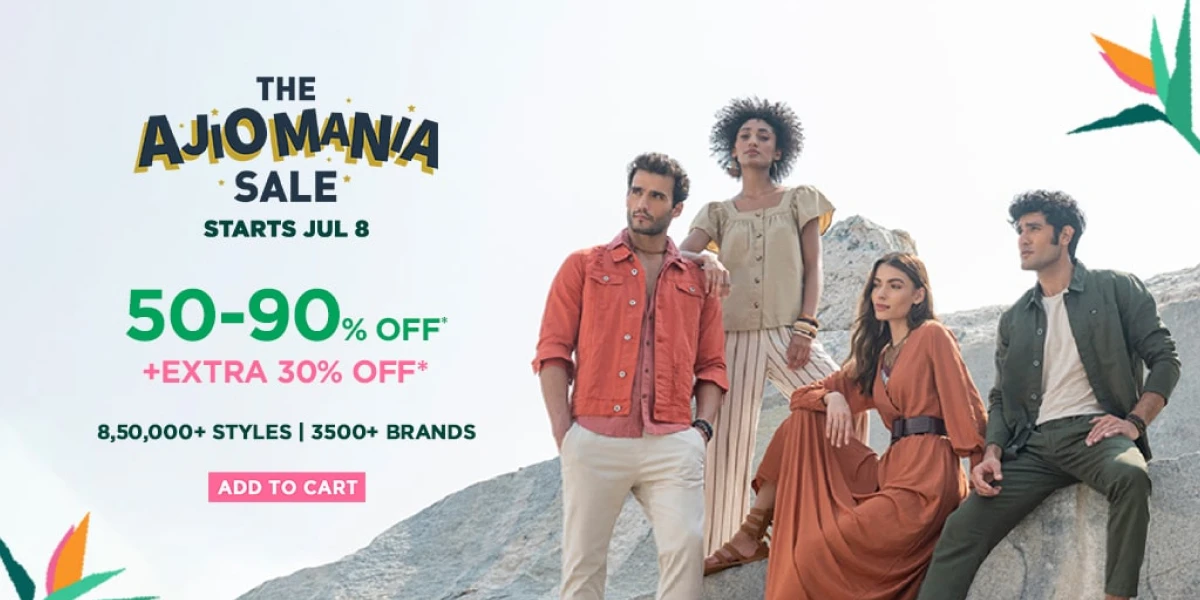 THE
AJIOMANIA
SALE
STARTS JUL 8
50-90% OFF*
+EXTRA 30% OFF*
8,50,000+ STYLES | 3500+ BRANDS
ADD TO CART